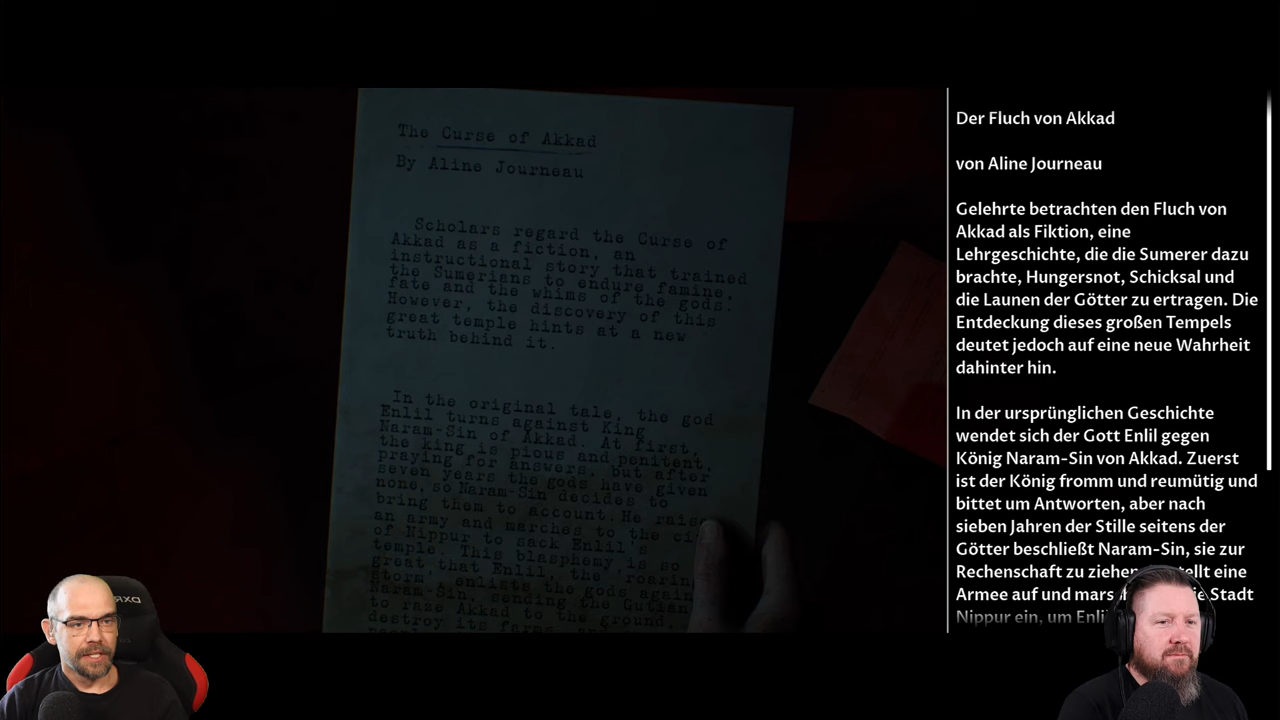 The Curse of Akkad
By Aline Journeau
Scholars regard the Curse of
Akkad as a fiction, an
instructional story that trained
the Sumerians to endure famine,
fate and the whims of the gods.
However, the discovery of this
great temple hints at a new
truth behind it.
In the original tale, the god
Enlil turns against King
Naram-Sin of Akkad. At first,
the king is pious and penitent,
praying for answers, but after
seven years the gods have given
none, so Naram-Sin decides to
bring them to account. He
an army and marches to the
of Nippur to sack Enlil's
temple. This blasphemy is so
great that Enlil, the 'roaring
storm' enlists the gods
Naram-Sin, sending the
to raze Akkad to the ground,
destroy its farms,
Der Fluch von Akkad
von Aline Journeau
Gelehrte betrachten den Fluch von
Akkad als Fiktion, eine
Lehrgeschichte, die die Sumerer dazu
brachte, Hungersnot, Schicksal und
die Launen der Götter zu ertragen. Die
Entdeckung dieses großen Tempels
deutet jedoch auf eine neue Wahrheit
dahinter hin.
In der ursprünglichen Geschichte
wendet sich der Gott Enlil gegen
König Naram-Sin von Akkad. Zuerst
ist der König fromm und reumütig und
bittet um Antworten, aber nach
sieben Jahren der Stille seitens der
Götter beschließt Naram-Sin, sie zur
Rechenschaft zu ziehen eine
Armee auf und Stadt
Nippur ein, um